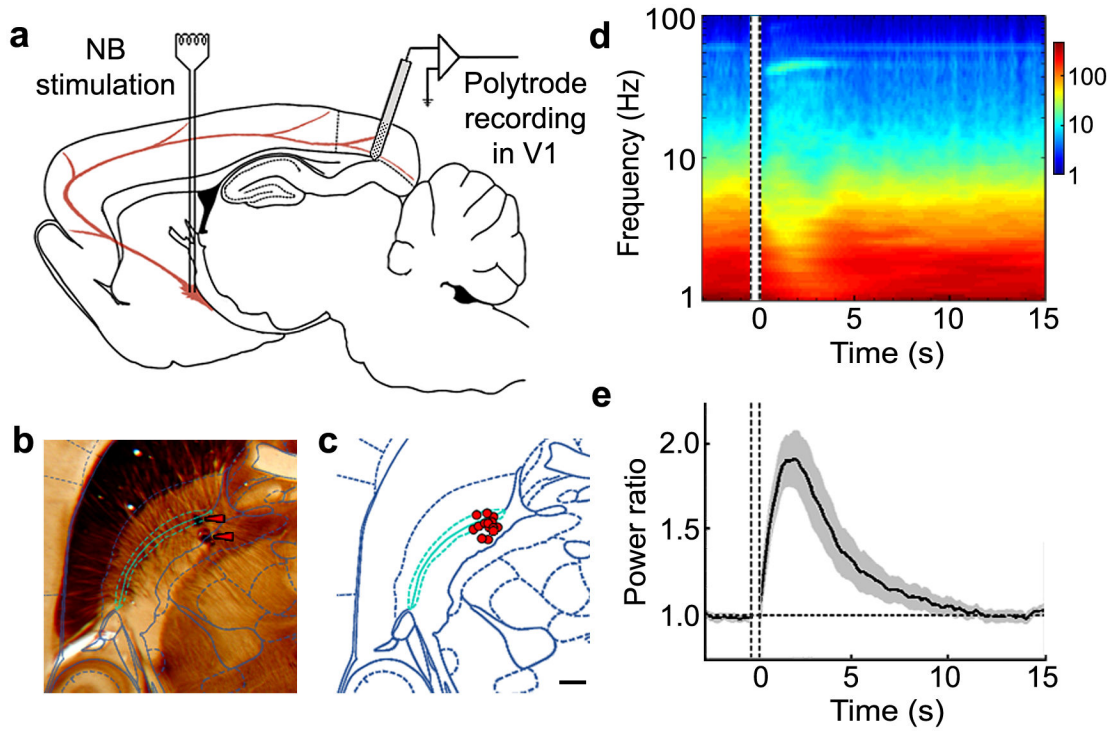 a
NB
stimulation
Polytrode
recording
in V1
b
c
d
Frequency (Hz)
100
10
1
0
5
10
15
Time (s)
100
10
1
e
Power ratio
2.0
1.5
1.0
0
5
10
15
Time (s)